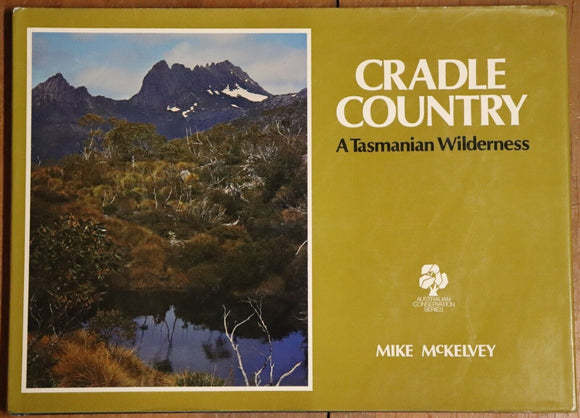 CRADLE
COUNTRY
A Tasmanian Wilderness
AUSTRALIAN
CONSERVATION
SERIES
MIKE McKELVEY